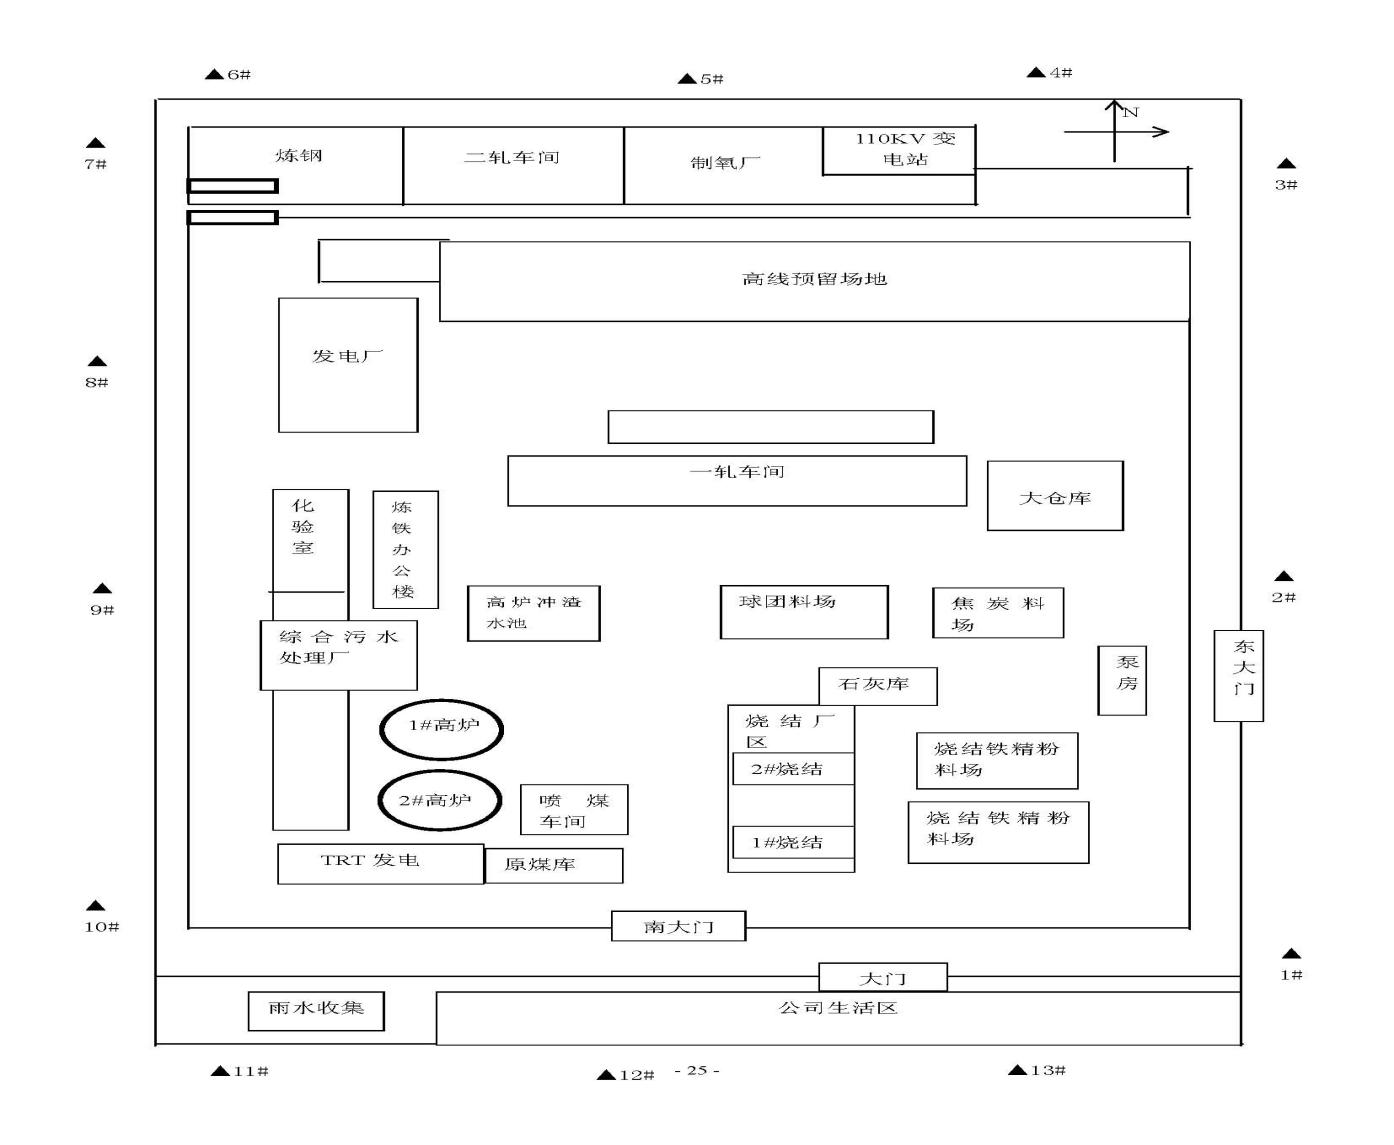 ▲6#
▲5#
▲4#
N
▲
7#
炼钢
二轧车间
制氧厂
110KV 变
电站
▲
3#
高线预留场地
发电厂
▲
8#
一轧车间
大仓库
化
验
室
炼
铁
办
公
楼
▲
9#
高炉冲渣
水池
球团料场
焦炭料
场
▲
2#
综合污水
处理厂
泵
房
东
大
门
石灰库
1#高炉
烧结厂
区
2#烧结
烧结铁精粉
料场
2#高炉
喷煤
车间
1#烧结
烧结铁精粉
料场
TRT 发电
原煤库
▲
10#
南大门
▲
1#
大门
雨水收集
公司生活区
▲11#
▲12#
- 25 -
▲13#